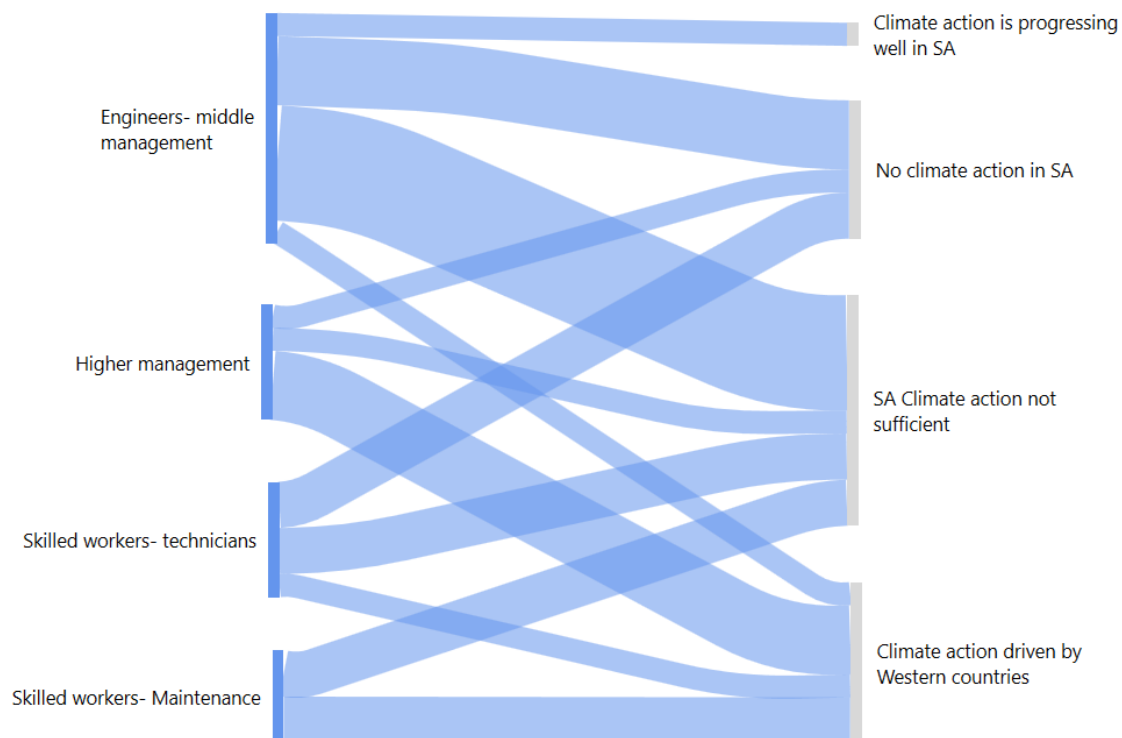 Climate action is progressing
well in SA
Engineers- middle
management
No climate action in SA
Higher management
SA Climate action not
sufficient
Skilled workers- technicians
Climate action driven by
Western countries
Skilled workers- Maintenance